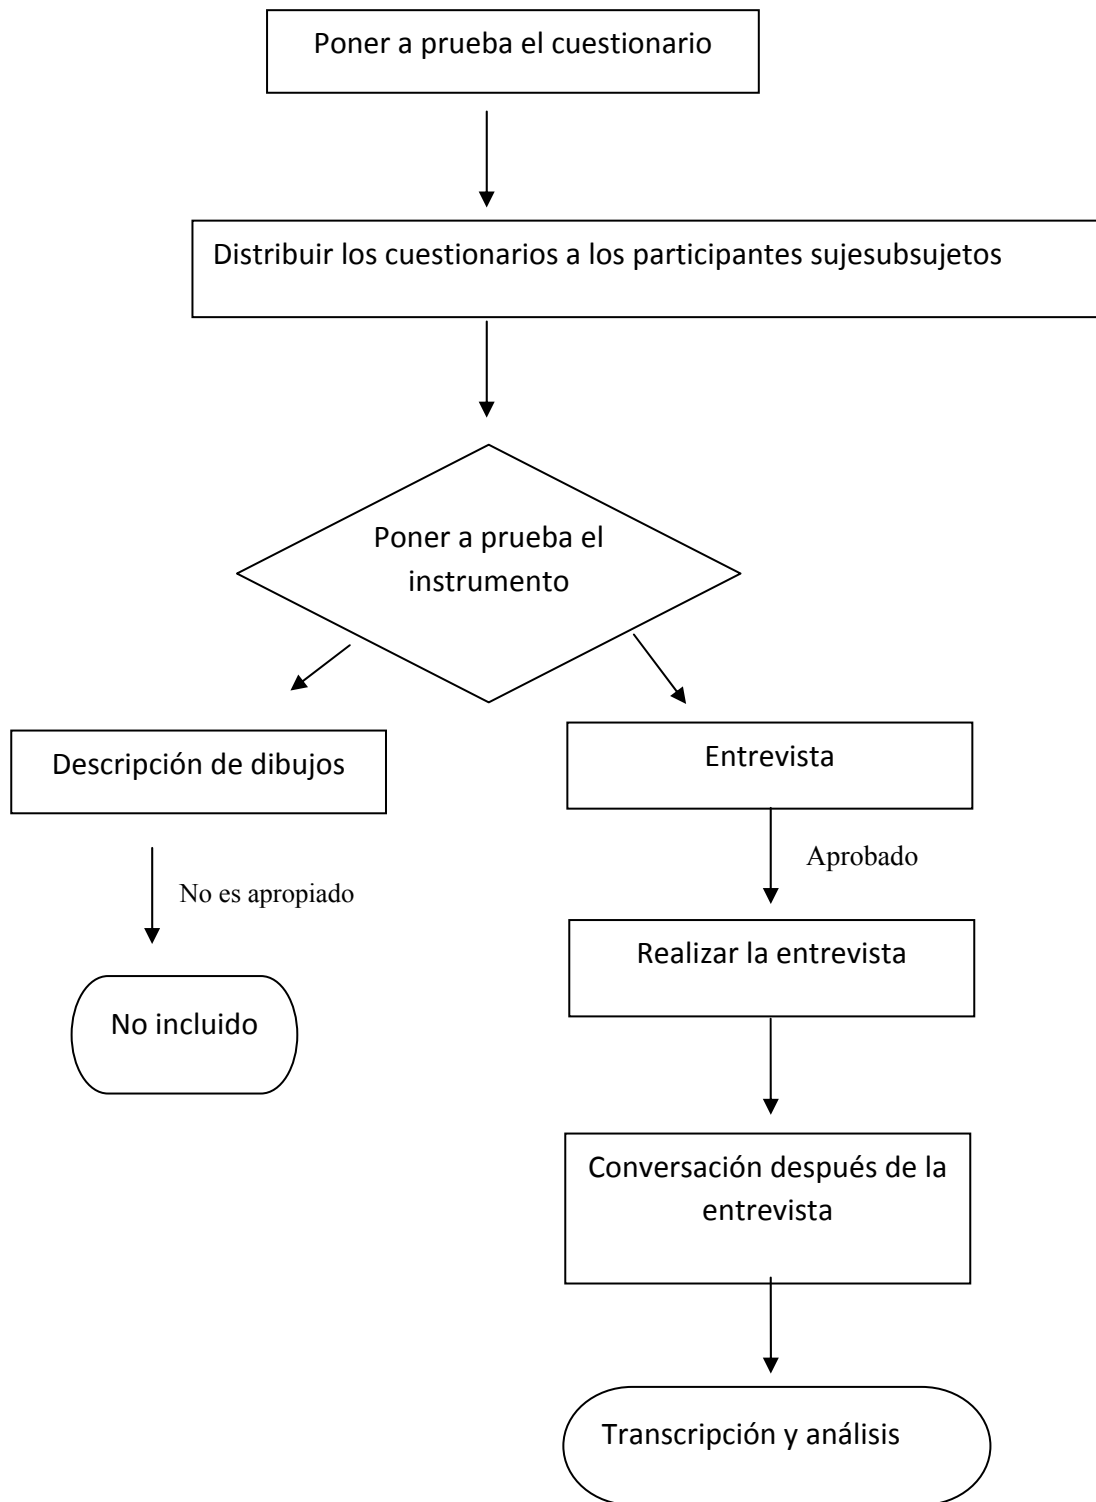 Poner a prueba el cuestionario
Distribuir los cuestionarios a los participantes sujesubsujetos
Poner a prueba el
instrumento
Descripción de dibujos
Entrevista
No es apropiado
Aprobado
No incluido
Realizar la entrevista
Conversación después de la
entrevista
Transcripción y análisis